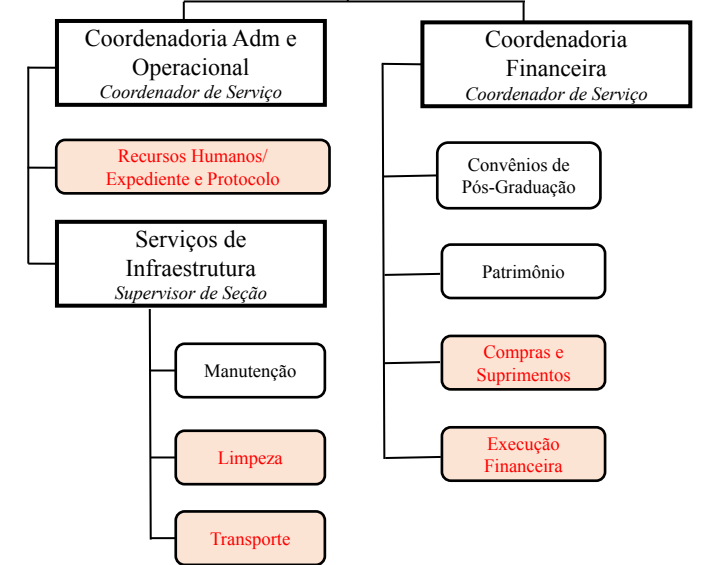 Coordenadoria Adm e
Operacional
Coordenador de Serviço
Recursos Humanos/
Expediente e Protocolo
Serviços de
Infraestrutura
Supervisor de Seção
Manutenção
Limpeza
Transporte
Coordenadoria
Financeira
Coordenador de Serviço
Convênios de
Pós-Graduação
Patrimônio
Compras e
Suprimentos
Execução
Financeira